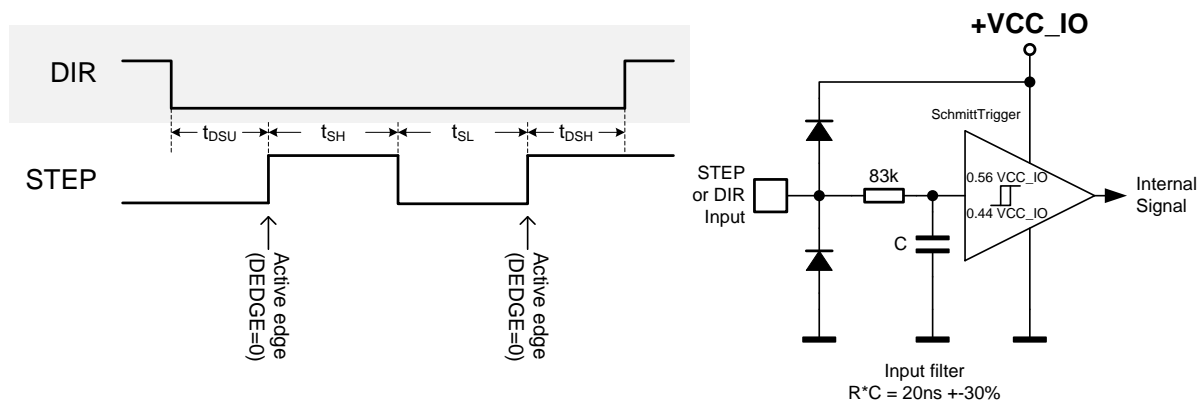 DIR
tDSU
tSH
tSL
tDSH
STEP
Active edge
(DEDGE=0)
Active edge
(DEDGE=0)
+VCC_IO
SchmittTrigger
STEP
or DIR
Input
83k
0.56 VCC_IO
0.44 VCC_IO
Internal
Signal
C
Input filter
R*C = 20ns +-30%